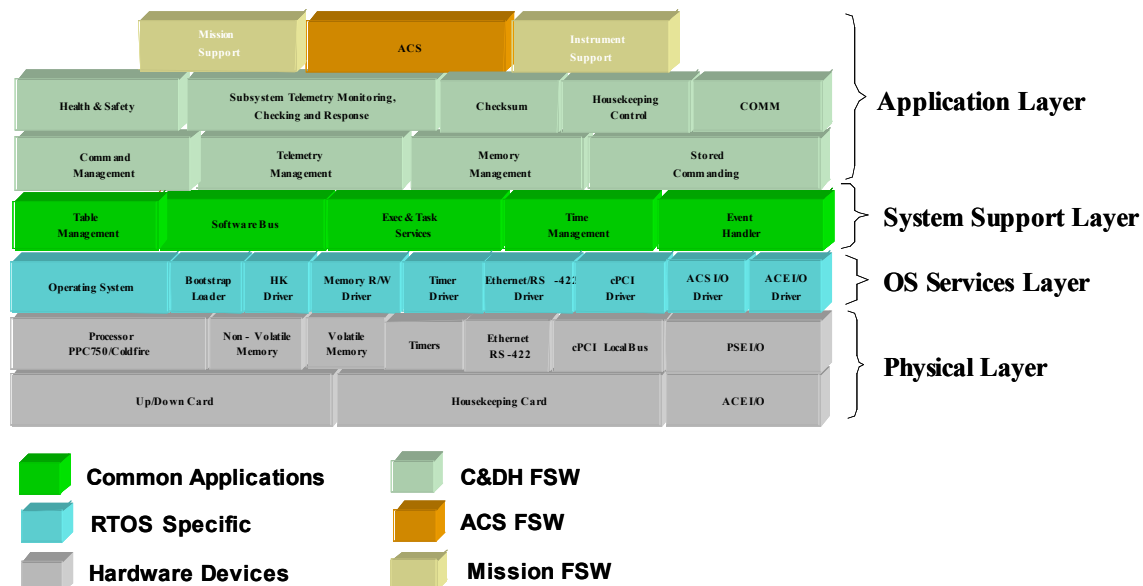 Mission
Support
ACS
Instrument
Support
Health & Safety
Subsystem Telemetry Monitoring,
Checking and Response
Checksum
Housekeeping
Control
COMM
Application Layer
Command
Management
Telemetry
Management
Memory
Management
Stored
Commanding
Table
Management
Software Bus
Exec & Task
Services
Time
Management
Event
Handler
System Support Layer
Operating System
Bootstrap
Loader
HK
Driver
Memory R/W
Driver
Timer
Driver
Ethernet/RS -422
Driver
cPCI
Driver
ACS I/O
Driver
ACE I/O
Driver
OS Services Layer
Processor
PPC750/Coldfire
Non - Volatile
Memory
Volatile
Memory
Timers
Ethernet
RS -422
cPCI LocalBus
PSE I/O
Physical Layer
Up/Down Card
Housekeeping Card
ACE I/O
Common Applications
C&DH FSW
RTOS Specific
ACS FSW
Hardware Devices
Mission FSW